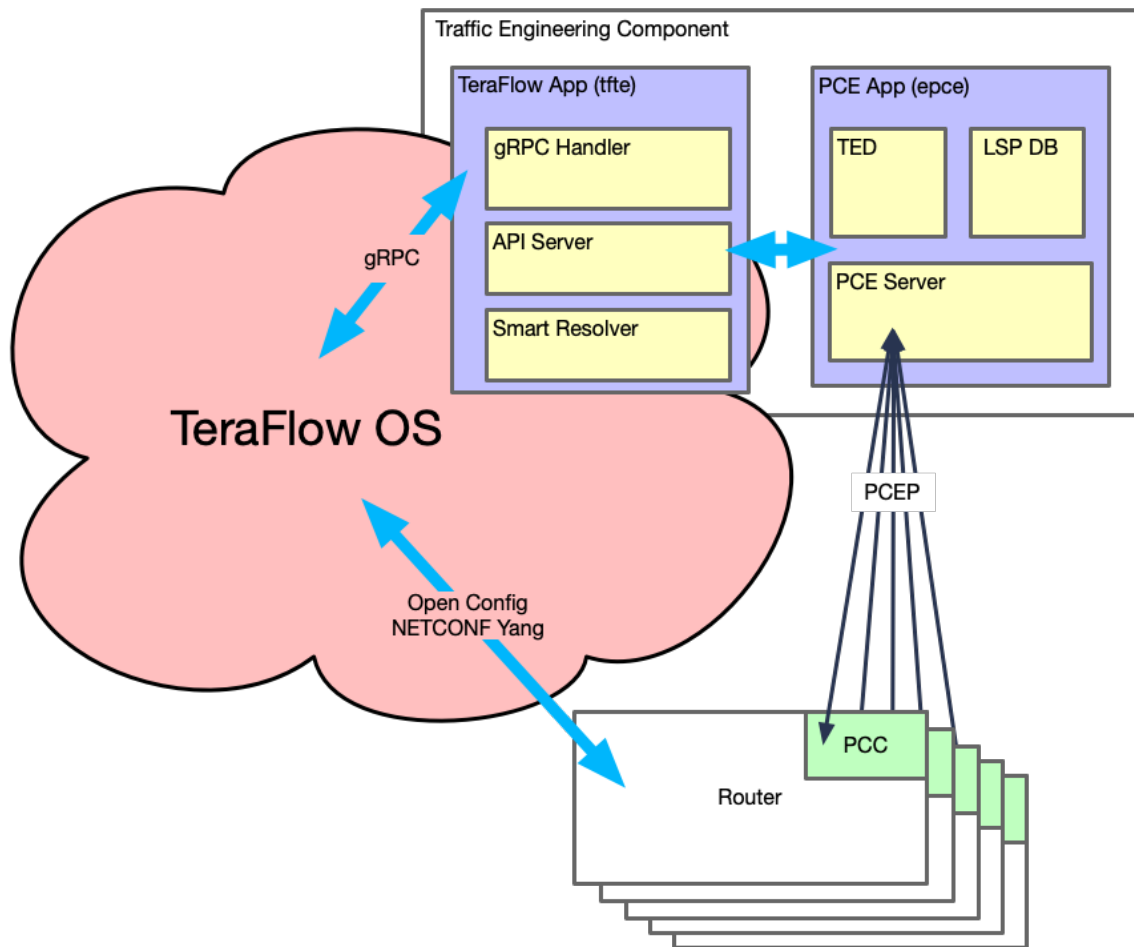 Traffic Engineering Component
TeraFlow App (tfte)
PCE App (epce)
gRPC Handler
TED
LSP DB
API Server
gRPC
PCE Server
Smart Resolver
TeraFlow OS
PCEP
Open Config
NETCONF Yang
PCC
Router